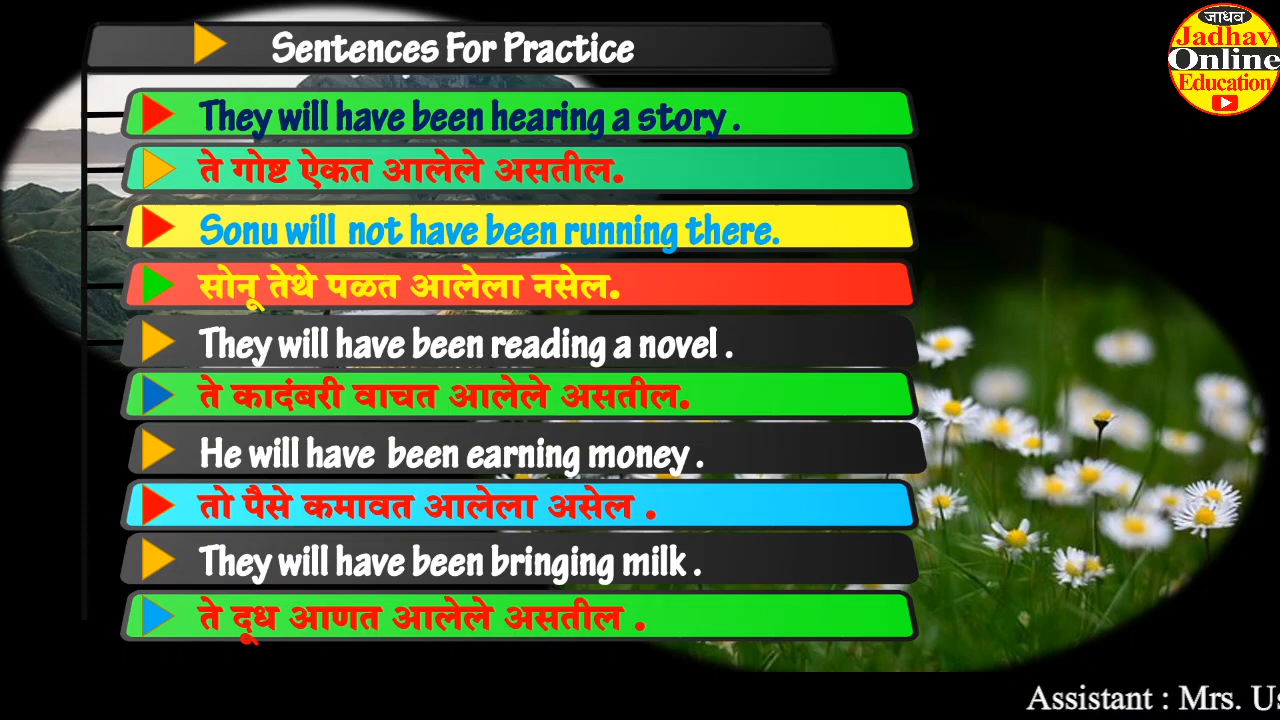 Sentences For Practice
जाधव
Jadhav
Online
Education
They will have been hearing a story .
ते गोष्ट ऐकत आलेले असतील.
Sonu will not have been running there.
सोनू तेथे पळत आलेला नसेल.
They will have been reading a novel .
ते कादंबरी वाचत आलेले असतील.
He will have been earning money .
तो पैसे कमावत आलेला असेल .
They will have been bringing milk .
ते दूध आणत आलेले असतील .
Assistant : Mrs.